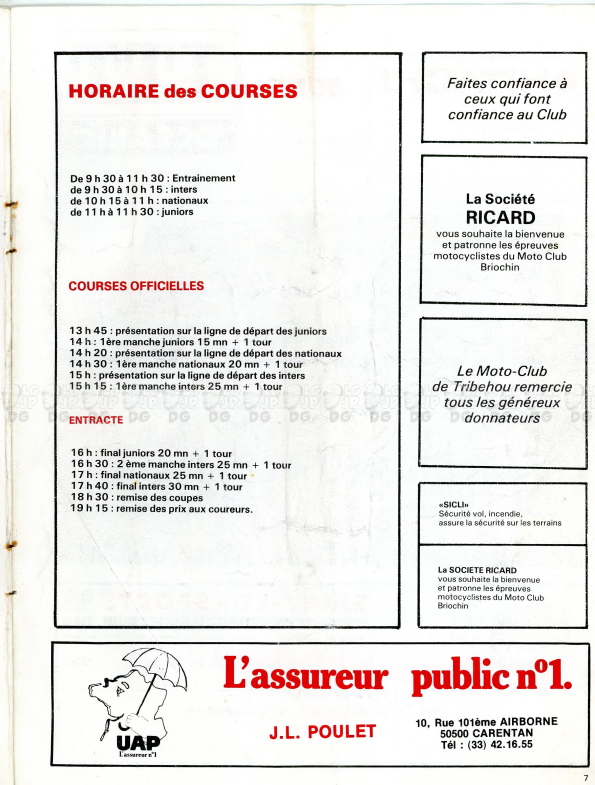 HORAIRE des COURSES
De 9 h 30 à 11 h 30 : Entrainement
de 9 h 30 à 10 h 15 : inters
de 10 h 15 à 11 h : nationaux
de 11 h à 11 h 30 : juniors
COURSES OFFICIELLES
13 h 45 : présentation sur la ligne de départ des juniors
14 h : 1ère manche juniors 15 mn + 1 tour
14 h 20 : présentation sur la ligne de départ des nationaux
14 h 30 : 1ère manche nationaux 20 mn + 1 tour
15 h : présentation sur la ligne de départ des inters
15 h 15 : 1ère manche inters 25 mn + 1 tour
ENTRACTE
16 h : final juniors 20 mn + 1 tour
16 h 30 : 2 ème manche inters 25 mn + 1 tour
17 h : final nationaux 25 mn + 1 tour
17 h 40 : final inters 30 mn + 1 tour
18 h 30 : remise des coupes
19 h 15 : remise des prix aux coureurs.
Faites confiance à
ceux qui font
confiance au Club
La Société
RICARD
vous souhaite la bienvenue
et patronne les épreuves
motocyclistes du Moto Club
Briochin
Le Moto-Club
de Tribehou remercie
tous les généreux
donnateurs
«SICLI»
Sécurité vol, incendie,
assure la sécurité sur les terrains
La SOCIETE RICARD
vous souhaite la bienvenue
et patronne les épreuves
motocyclistes du Moto Club
Briochin
UAP
L'assureur n°1
L'assureur public n°1.
J.L. POULET
10, Rue 101ème AIRBORNE
50500 CARENTAN
Tél : (33) 42.16.55
7